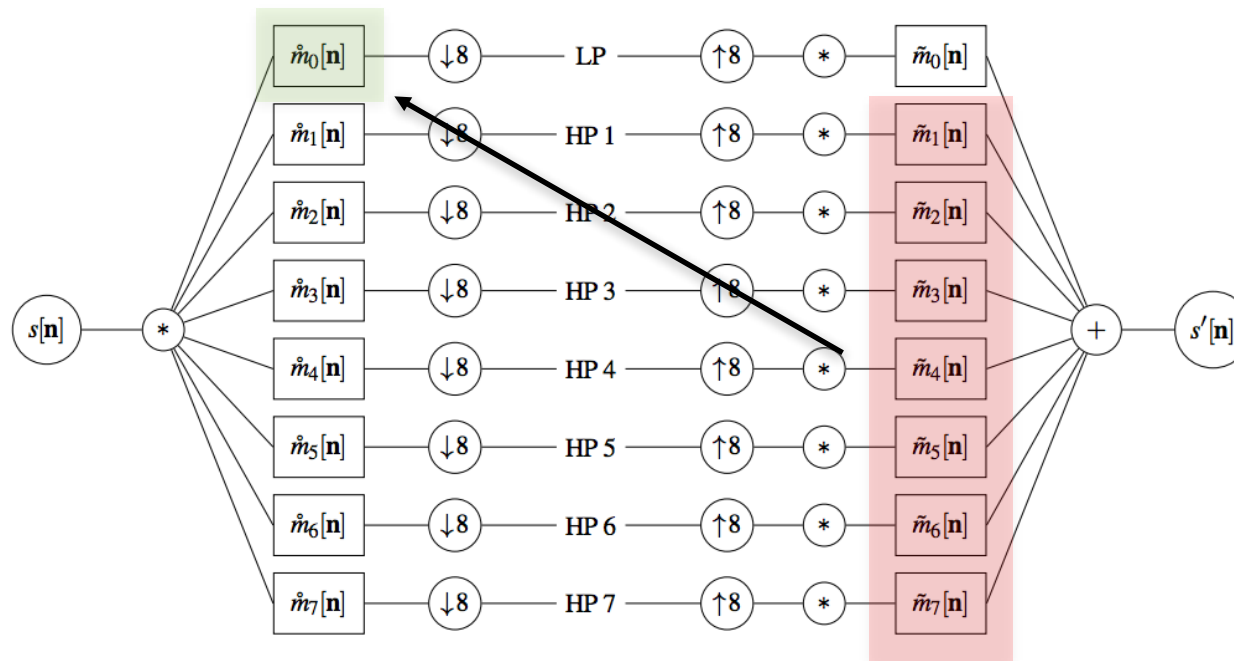 m̊₀[n] ↓8 LP ↑8 * m̃₀[n]
m̊₁[n] ↓8 HP 1 ↑8 * m̃₁[n]
m̊₂[n] ↓8 HP 2 ↑8 * m̃₂[n]
m̊₃[n] ↓8 HP 3 ↑8 * m̃₃[n]
s[n] * + s′[n]
m̊₄[n] ↓8 HP 4 ↑8 * m̃₄[n]
m̊₅[n] ↓8 HP 5 ↑8 * m̃₅[n]
m̊₆[n] ↓8 HP 6 ↑8 * m̃₆[n]
m̊₇[n] ↓8 HP 7 ↑8 * m̃₇[n]